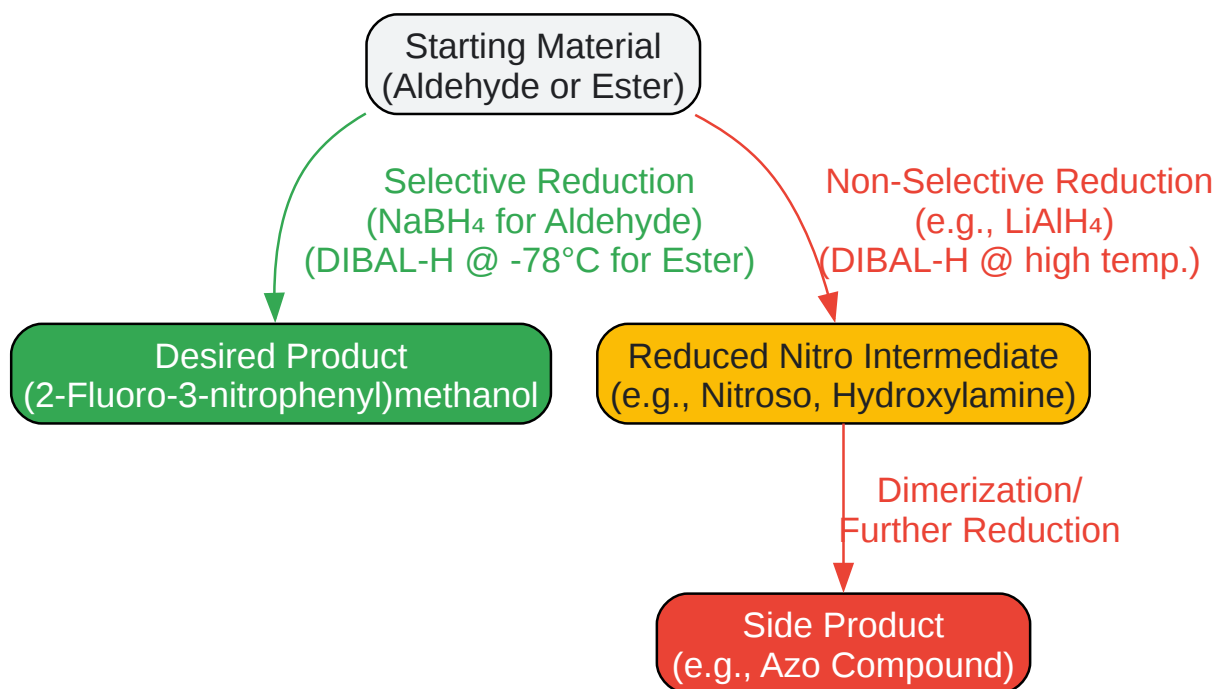 Starting Material
(Aldehyde or Ester)
Selective Reduction
(NaBH₄ for Aldehyde)
(DIBAL-H @ -78°C for Ester)
Non-Selective Reduction
(e.g., LiAlH₄)
(DIBAL-H @ high temp.)
Desired Product
(2-Fluoro-3-nitrophenyl)methanol
Reduced Nitro Intermediate
(e.g., Nitroso, Hydroxylamine)
Dimerization/
Further Reduction
Side Product
(e.g., Azo Compound)